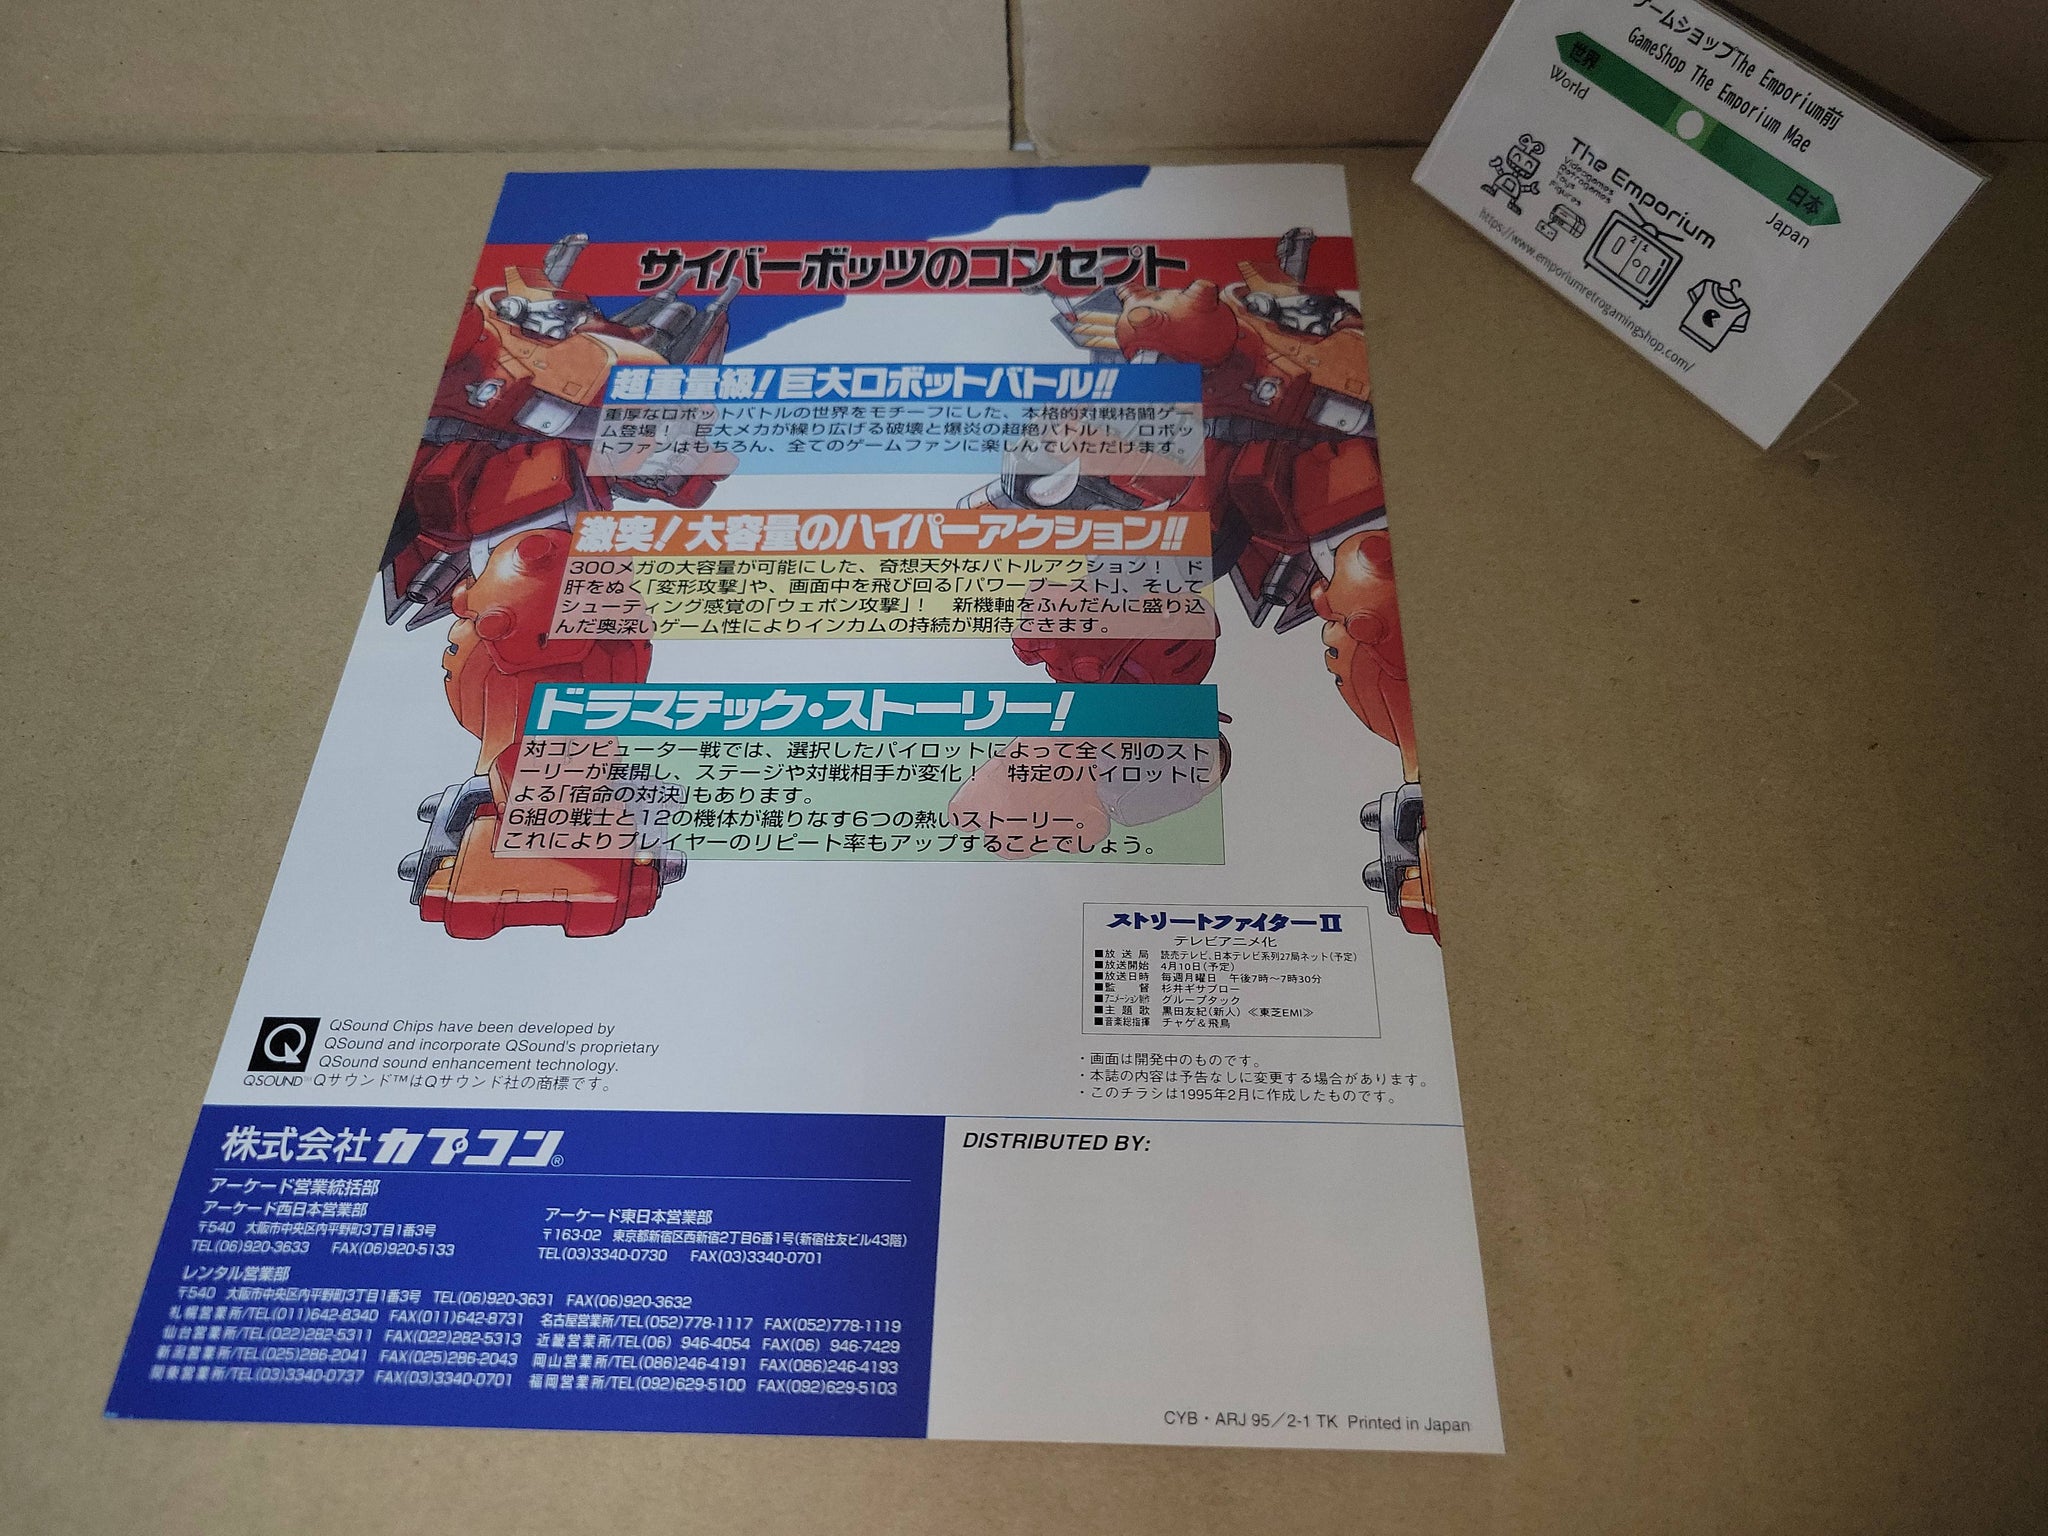 ームショップThe Emporium前
GameShop The Emporium Mae
世界
World
日本
Japan
The Emporium
Videogames
Retrogames
Toys
Figures
https://www.emporiumretrogamingshop.com/
サイバーボッツのコンセプト
超重量級!巨大ロボットバトル!!
重厚なロボットバトルの世界をモチーフにした、本格的対戦格闘ゲー
ム登場! 巨大メカが繰り広げる破壊と爆炎の超絶バトル! ロボッ
トファンはもちろん、全てのゲームファンに楽しんでいただけます。
激突!大容量のハイパーアクション!!
300メガの大容量が可能にした、奇想天外なバトルアクション! ド
肝をぬく「変形攻撃」や、画面中を飛び回る「パワーブースト」、そして
シューティング感覚の「ウェポン攻撃」! 新機軸をふんだんに盛り込
んだ奥深いゲーム性によりインカムの持続が期待できます。
ドラマチック・ストーリー!
対コンピューター戦では、選択したパイロットによって全く別のスト
ーリーが展開し、ステージや対戦相手が変化! 特定のパイロットに
よる「宿命の対決」もあります。
6組の戦士と12の機体が織りなす6つの熱いストーリー。
これによりプレイヤーのリピート率もアップすることでしょう。
ストリートファイターII
テレビアニメ化
■放送局 読売テレビ、日本テレビ系列27局ネット(予定)
■放送開始 4月10日(予定)
■放送日時 毎週月曜日 午後7時～7時30分
■監督 杉井ギサブロー
■アニメーション制作 グループタック
■主題歌 黒田友紀(新人) ≪東芝EMI≫
■音楽総指揮 チャゲ&飛鳥
QSound Chips have been developed by
QSound and incorporate QSound's proprietary
QSound sound enhancement technology.
QSOUND™ Qサウンド™はQサウンド社の商標です。
・画面は開発中のものです。
・本誌の内容は予告なしに変更する場合があります。
・このチラシは1995年2月に作成したものです。
株式会社カプコン®
アーケード営業統括部
アーケード西日本営業部
〒540 大阪市中央区内平野町3丁目1番3号
TEL(06)920-3633 FAX(06)920-5133
アーケード東日本営業部
〒163-02 東京都新宿区西新宿2丁目6番1号(新宿住友ビル43階)
TEL(03)3340-0730 FAX(03)3340-0701
レンタル営業部
〒540 大阪市中央区内平野町3丁目1番3号 TEL(06)920-3631 FAX(06)920-3632
札幌営業所/TEL(011)642-8340 FAX(011)642-8731 名古屋営業所/TEL(052)778-1117 FAX(052)778-1119
仙台営業所/TEL(022)282-5311 FAX(022)282-5313 近畿営業所/TEL(06) 946-4054 FAX(06) 946-7429
新潟営業所/TEL(025)286-2041 FAX(025)286-2043 岡山営業所/TEL(086)246-4191 FAX(086)246-4193
関東営業所/TEL(03)3340-0737 FAX(03)3340-0701 福岡営業所/TEL(092)629-5100 FAX(092)629-5103
DISTRIBUTED BY:
CYB・ARJ 95／2-1 TK Printed in Japan